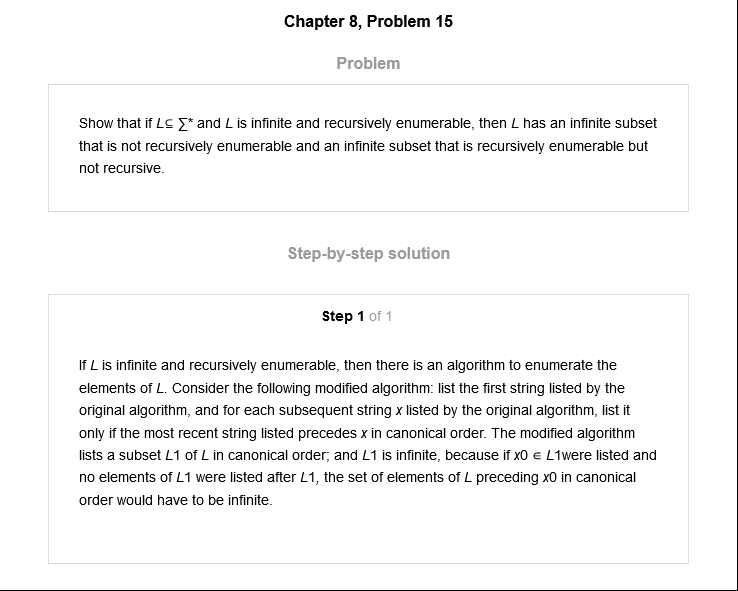 Chapter 8, Problem 15
Problem
Show that if L⊆ ∑* and L is infinite and recursively enumerable, then L has an infinite subset
that is not recursively enumerable and an infinite subset that is recursively enumerable but
not recursive.
Step-by-step solution
Step 1 of 1
If L is infinite and recursively enumerable, then there is an algorithm to enumerate the
elements of L. Consider the following modified algorithm: list the first string listed by the
original algorithm, and for each subsequent string x listed by the original algorithm, list it
only if the most recent string listed precedes x in canonical order. The modified algorithm
lists a subset L1 of L in canonical order; and L1 is infinite, because if x0 ∈ L1were listed and
no elements of L1 were listed after L1, the set of elements of L preceding x0 in canonical
order would have to be infinite.